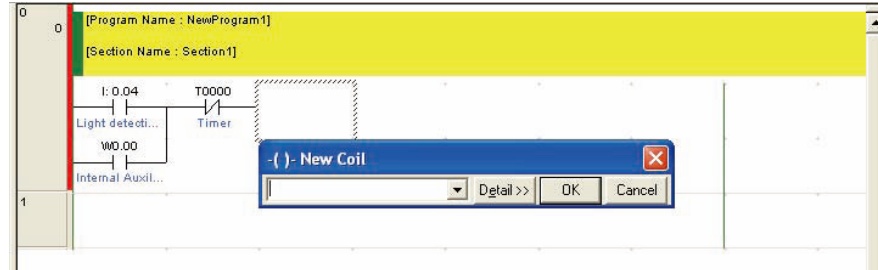 0
0
[Program Name : NewProgram1]
[Section Name : Section1]
I: 0.04
T0000
Light detecti...
Timer
W0.00
Internal Auxil...
-( )- New Coil
Detail >>
OK
Cancel
1